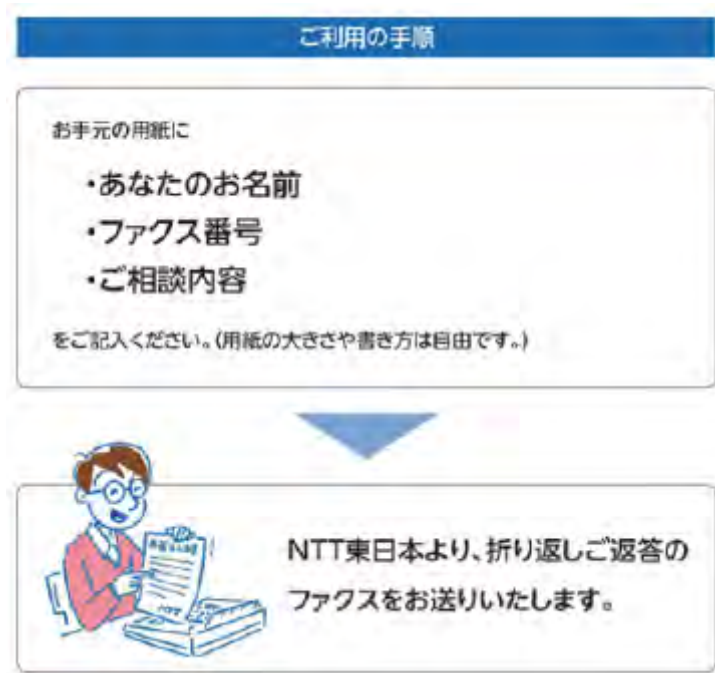 ご利用の手順
お手元の用紙に
・あなたのお名前
・ファクス番号
・ご相談内容
をご記入ください。(用紙の大きさや書き方は自由です。)
NTT東日本より、折り返しご返答の
ファクスをお送りいたします。